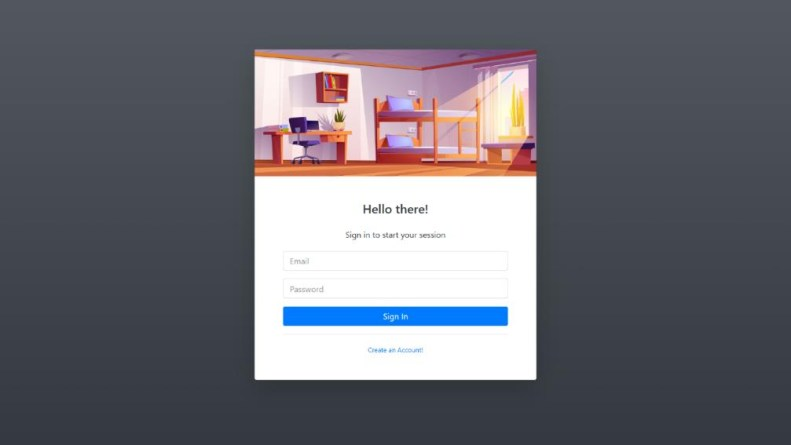 Hello there!
Sign in to start your session
Email
Password
Sign In
Create an Account!